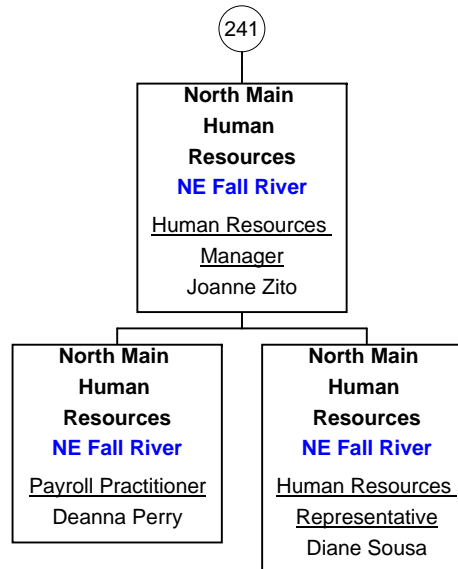 241
North Main
Human
Resources
NE Fall River
Human Resources
Manager
Joanne Zito
North Main
Human
Resources
NE Fall River
Payroll Practitioner
Deanna Perry
North Main
Human
Resources
NE Fall River
Human Resources
Representative
Diane Sousa